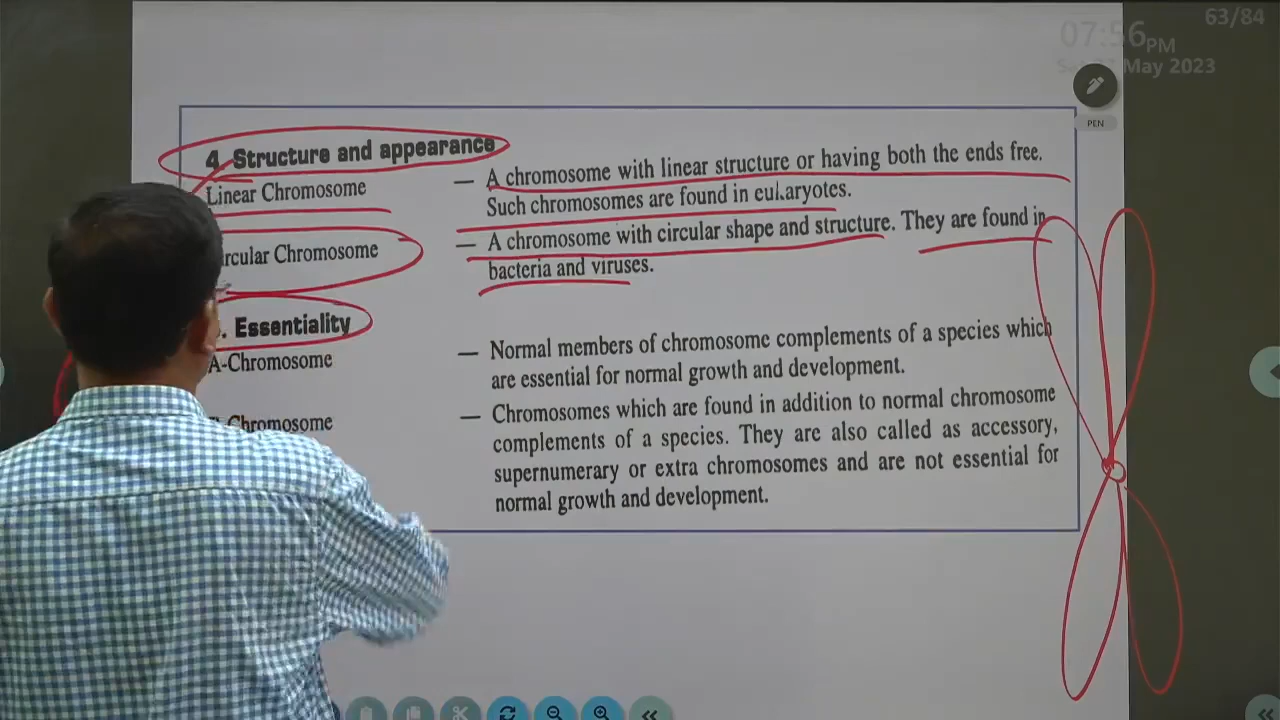 63/84
07:56PM
May 2023
PEN
4. Structure and appearance
Linear Chromosome — A chromosome with linear structure or having both the ends free.
Such chromosomes are found in eukaryotes.
rcular Chromosome — A chromosome with circular shape and structure. They are found in
bacteria and viruses.
. Essentiality
A-Chromosome — Normal members of chromosome complements of a species which
are essential for normal growth and development.
Chromosome — Chromosomes which are found in addition to normal chromosome
complements of a species. They are also called as accessory,
supernumerary or extra chromosomes and are not essential for
normal growth and development.